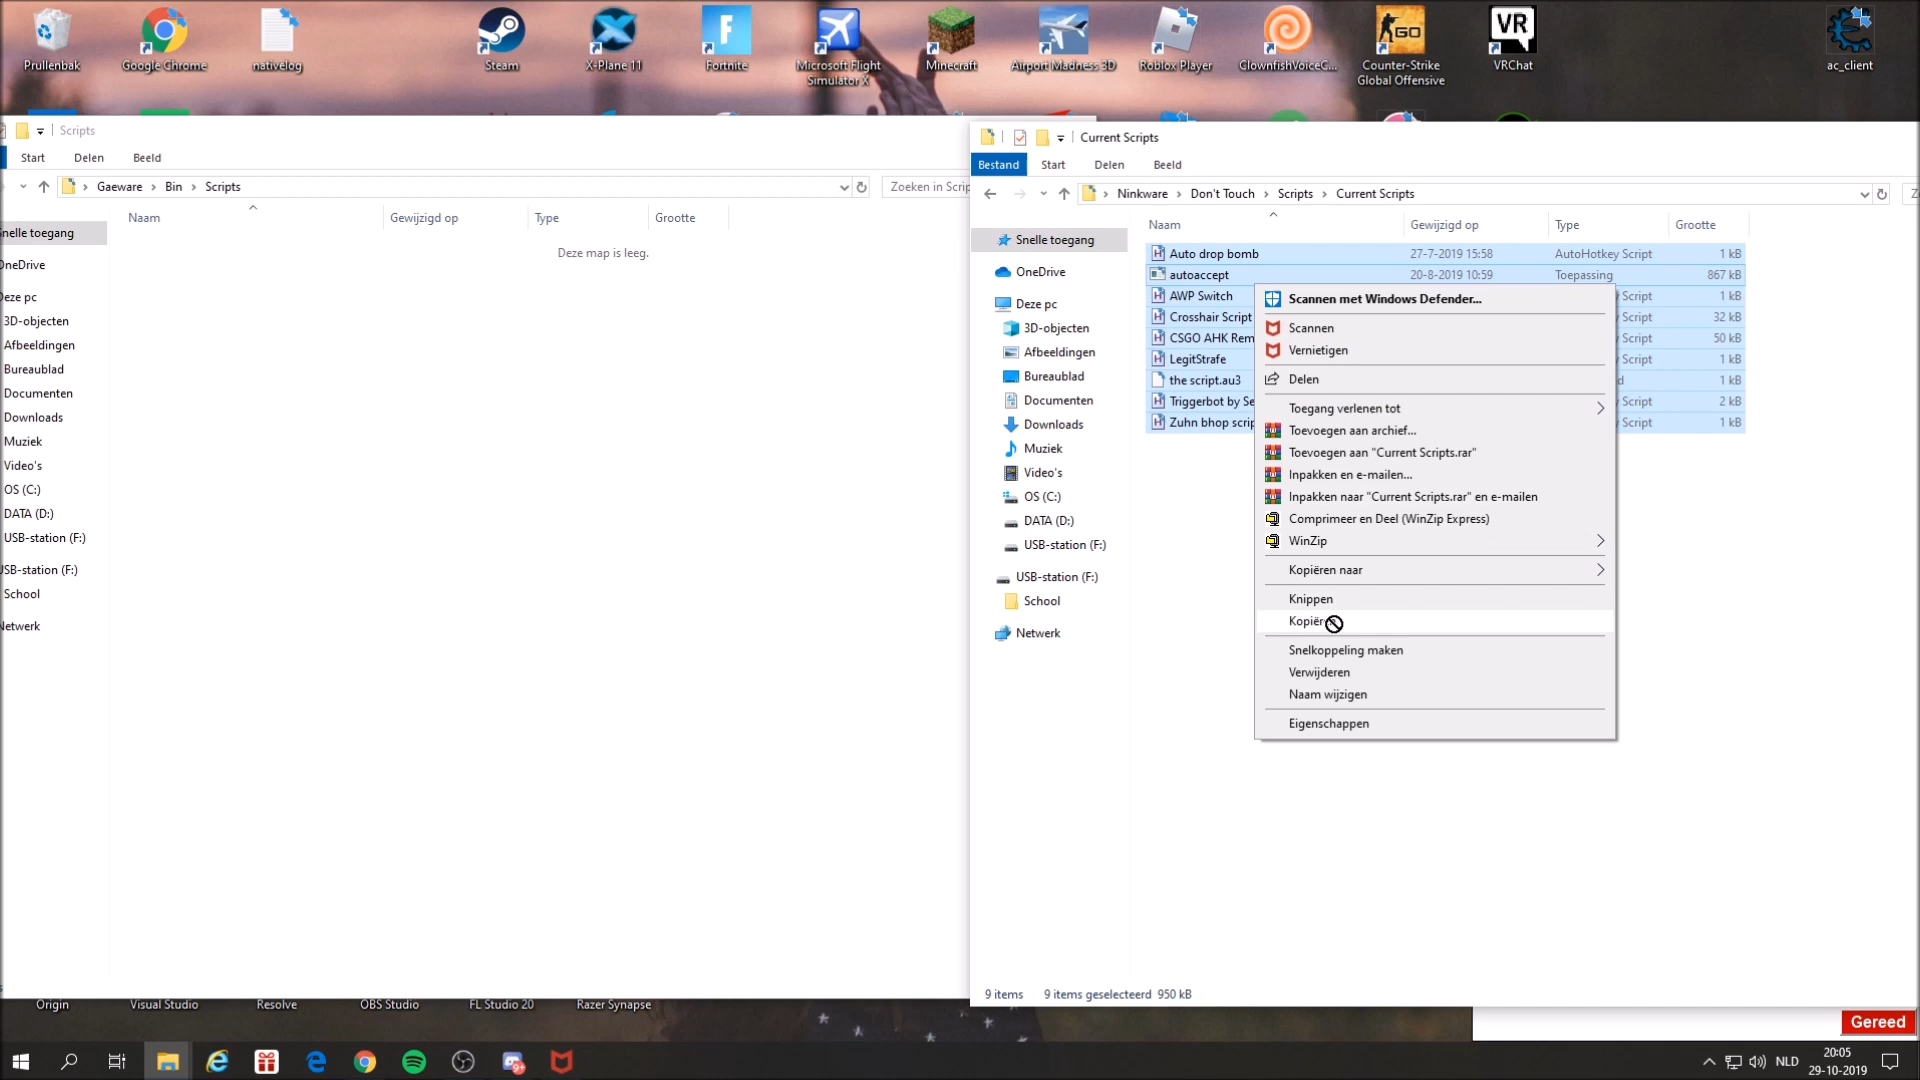 Prullenbak
Google Chrome
nativelog
Steam
X-Plane 11
Fortnite
Microsoft Flight
Simulator X
Minecraft
Airport Madness 3D
Roblox Player
ClownfishVoiceC...
Counter-Strike
Global Offensive
VRChat
ac_client
Scripts
Start Delen Beeld
Gaeware Bin Scripts
Zoeken in Scrip
Naam Gewijzigd op Type Grootte
Deze map is leeg.
Snelle toegang
OneDrive
Deze pc
3D-objecten
Afbeeldingen
Bureaublad
Documenten
Downloads
Muziek
Video's
OS (C:)
DATA (D:)
USB-station (F:)
USB-station (F:)
School
Netwerk
Current Scripts
Bestand Start Delen Beeld
Ninkware Don't Touch Scripts Current Scripts
Naam Gewijzigd op Type Grootte
Snelle toegang
OneDrive
Deze pc
3D-objecten
Afbeeldingen
Bureaublad
Documenten
Downloads
Muziek
Video's
OS (C:)
DATA (D:)
USB-station (F:)
USB-station (F:)
School
Netwerk
Auto drop bomb 27-7-2019 15:58 AutoHotkey Script 1 kB
autoaccept 20-8-2019 10:59 Toepassing 867 kB
AWP Switch Script 1 kB
Crosshair Script Script 32 kB
CSGO AHK Rem Script 50 kB
LegitStrafe Script 1 kB
the script.au3 d 1 kB
Triggerbot by Se Script 2 kB
Zuhn bhop scrip Script 1 kB
Scannen met Windows Defender...
Scannen
Vernietigen
Delen
Toegang verlenen tot
Toevoegen aan archief...
Toevoegen aan "Current Scripts.rar"
Inpakken en e-mailen...
Inpakken naar "Current Scripts.rar" en e-mailen
Comprimeer en Deel (WinZip Express)
WinZip
Kopiëren naar
Knippen
Kopiëren
Snelkoppeling maken
Verwijderen
Naam wijzigen
Eigenschappen
9 items 9 items geselecteerd 950 kB
Origin
Visual Studio
Resolve
OBS Studio
FL Studio 20
Razer Synapse
Gereed
NLD
20:05
29-10-2019